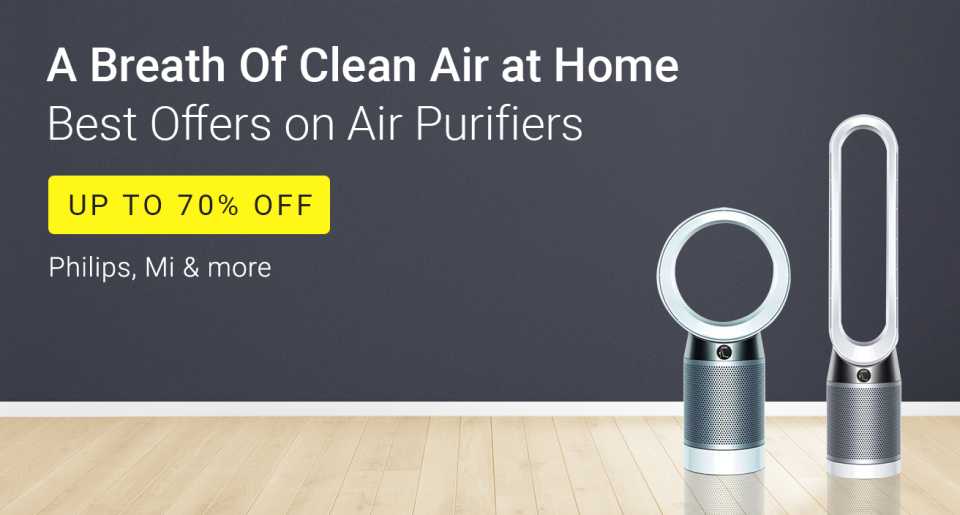 A Breath Of Clean Air at Home
Best Offers on Air Purifiers
UP TO 70% OFF
Philips, Mi & more